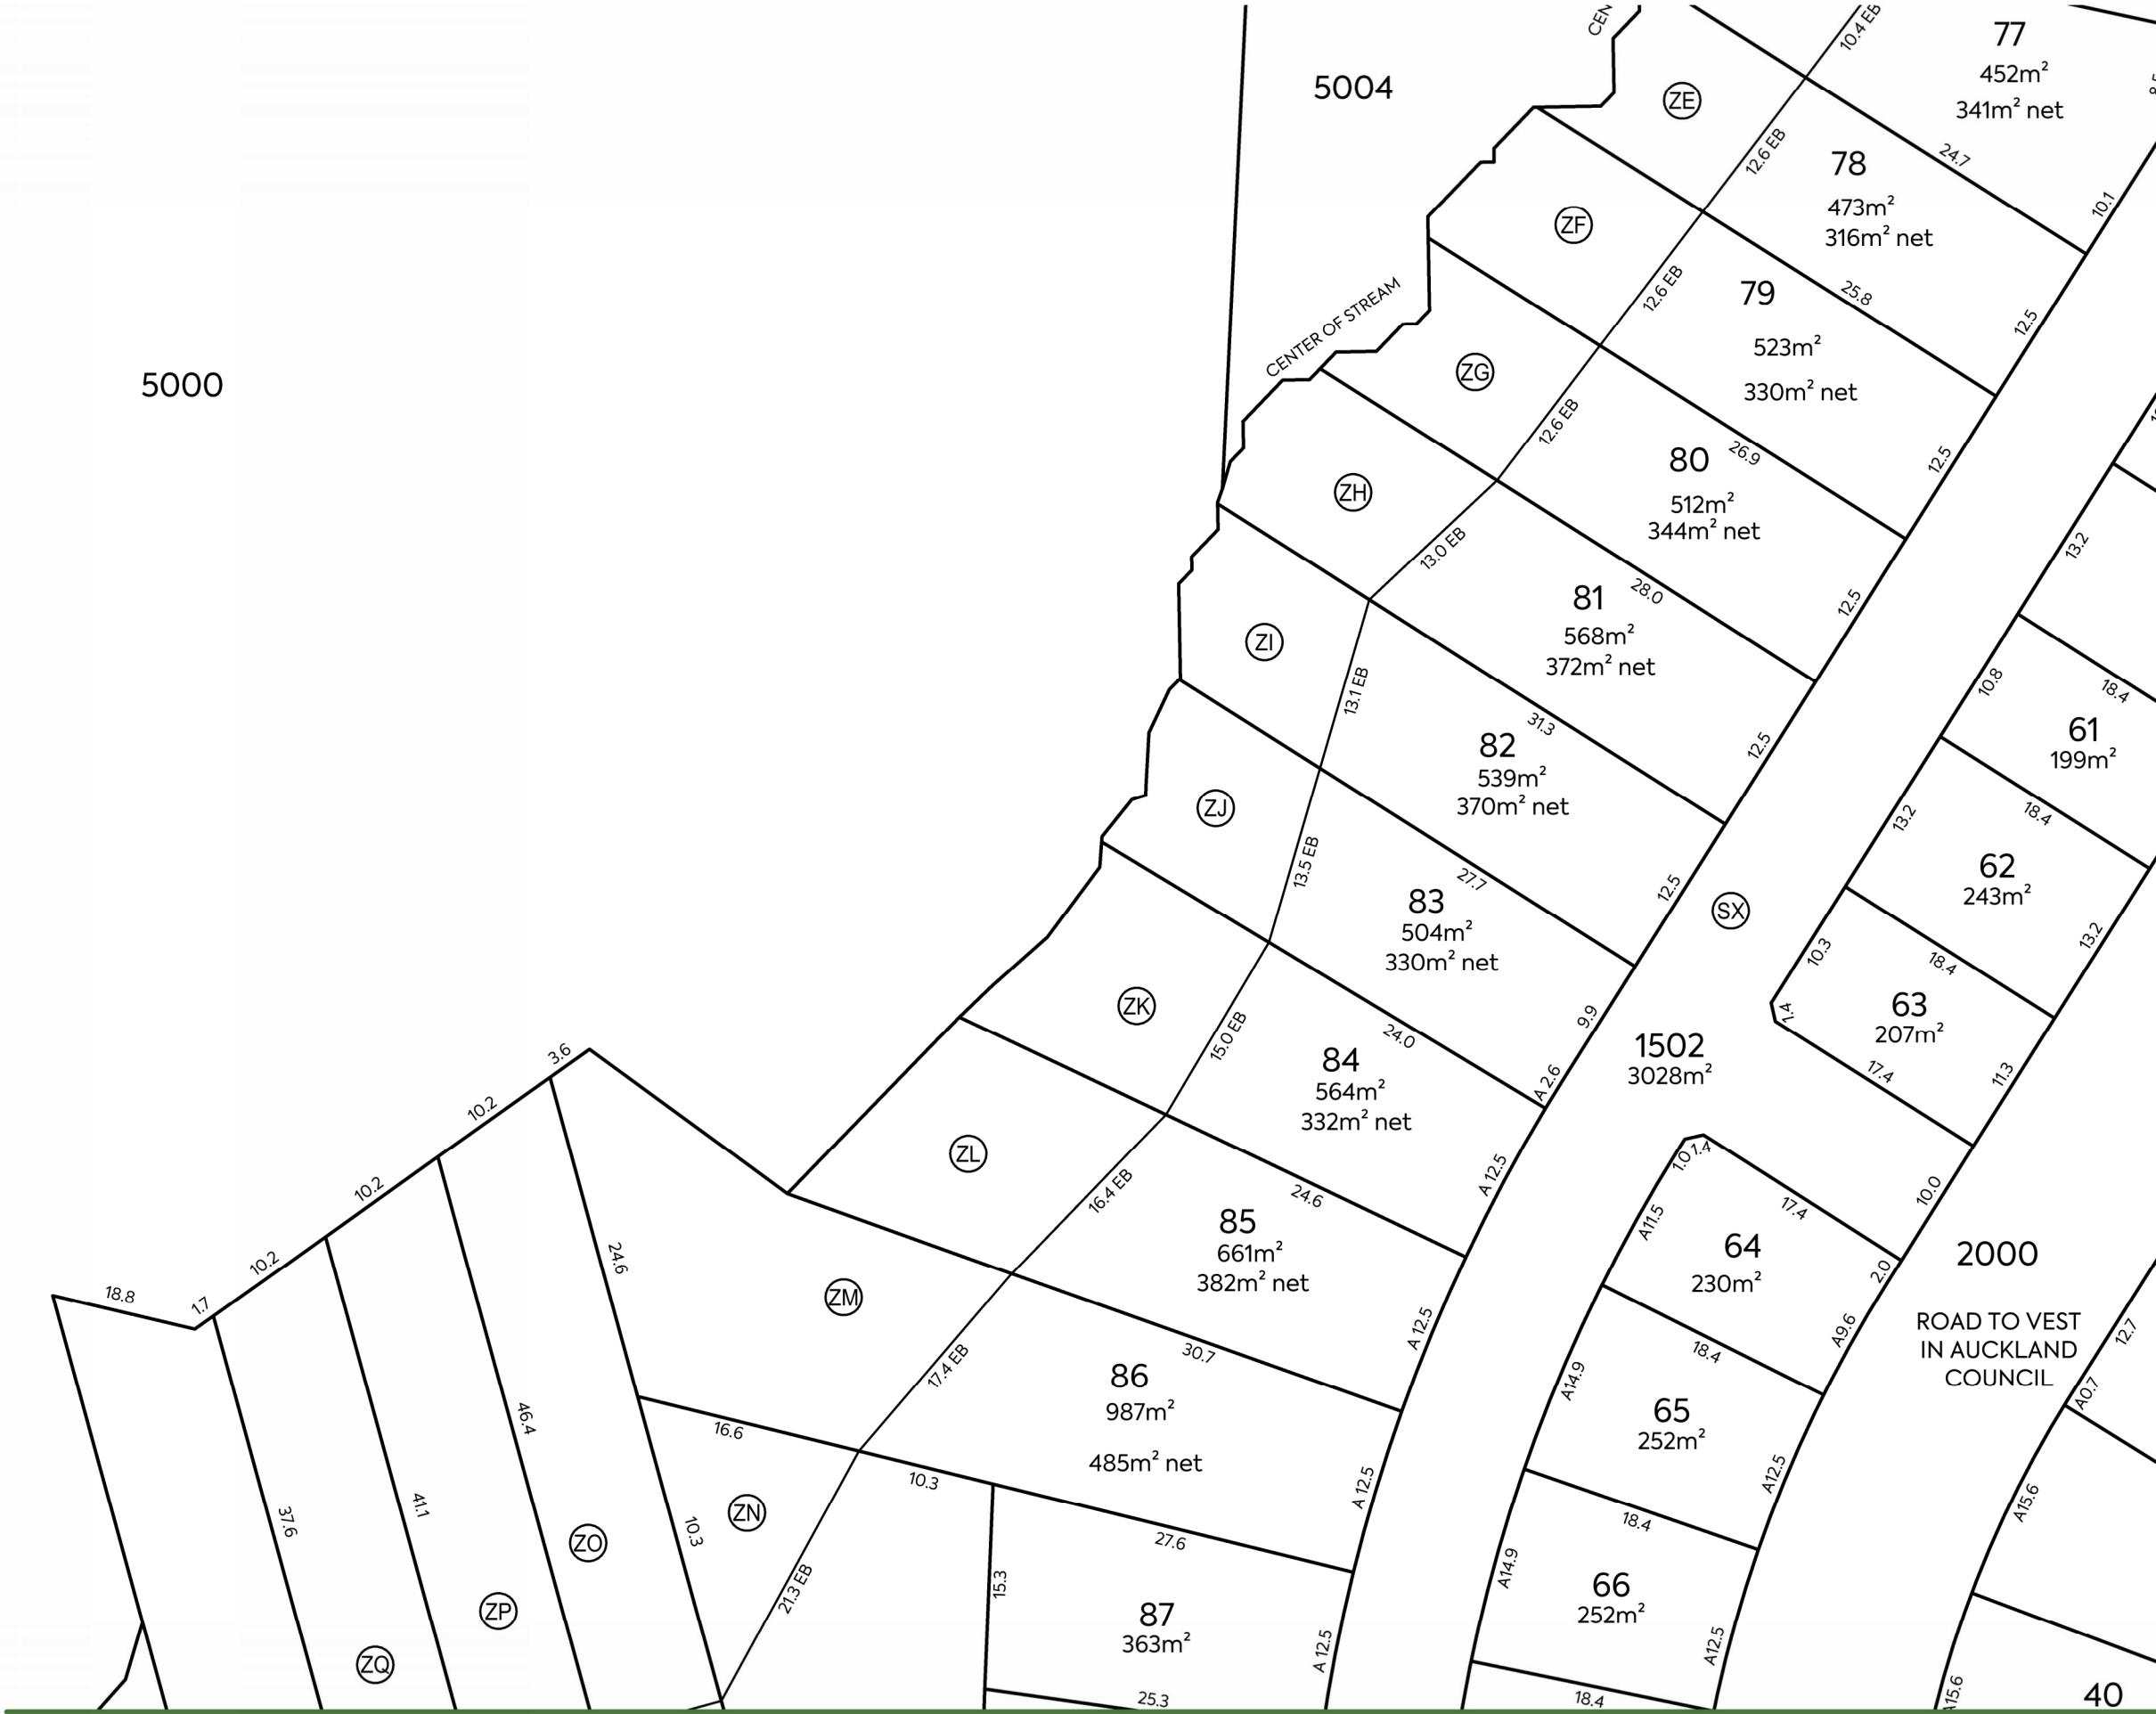 CEN
10.4 EB
77
452m²
341m² net
5004
ZE
12.6 EB
24.7
78
473m²
316m² net
10.1
ZF
12.6 EB
79
523m²
330m² net
25.8
12.5
CENTER OF STREAM
5000
ZG
12.6 EB
80
512m²
344m² net
26.9
12.5
ZH
13.0 EB
81
568m²
372m² net
28.0
12.5
13.2
ZI
13.1 EB
82
539m²
370m² net
31.3
12.5
10.8
18.4
61
199m²
ZJ
13.5 EB
83
504m²
330m² net
27.7
12.5
SX
13.2
18.4
62
243m²
13.2
ZK
15.0 EB
84
564m²
332m² net
24.0
9.9
A 2.6
1502
3028m²
10.3
1.4
18.4
63
207m²
17.4
11.3
3.6
10.2
10.2
10.2
1.7
18.8
ZL
16.4 EB
85
661m²
382m² net
24.6
A 12.5
1.0
1.4
A11.5
17.4
64
230m²
10.0
2.0
2000
ROAD TO VEST
IN AUCKLAND
COUNCIL
24.6
ZM
17.4 EB
86
987m²
485m² net
30.7
A 12.5
A14.9
18.4
65
252m²
A9.6
12.7
A0.7
46.4
41.1
37.6
16.6
10.3
ZN
10.3
27.6
A 12.5
18.4
A12.5
A15.6
ZO
ZP
ZQ
21.3 EB
15.3
87
363m²
25.3
A 12.5
A14.9
66
252m²
A12.5
18.4
A15.6
40